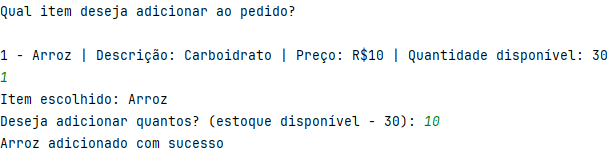 Qual item deseja adicionar ao pedido?
1 - Arroz | Descrição: Carboidrato | Preço: R$10 | Quantidade disponível: 30
1
Item escolhido: Arroz
Deseja adicionar quantos? (estoque disponível - 30): 10
Arroz adicionado com sucesso